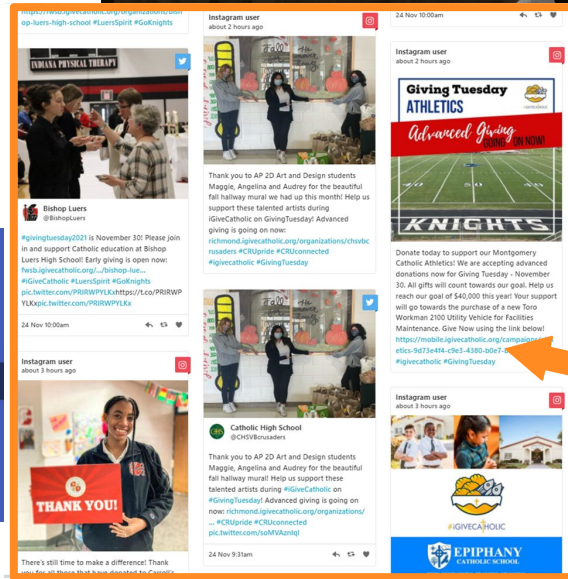 op-luers-high-school #LuersSpirit #GoKnights
INDIANA PHYSICAL THERAPY
Bishop Luers
@BishopLuers
#givingtuesday2021 is November 30! Please join
in and support Catholic education at Bishop
Luers High School! Early giving is open now:
fwsb.igivecatholic.org/.../bishop-lue...
#iGiveCatholic #LuersSpirit #GoKnights
pic.twitter.com/PRIRWPYLKxhttps://t.co/PRIRWP
YLKxpic.twitter.com/PRIRWPYLKx
24 Nov 10:00am
Instagram user
about 3 hours ago
THANK YOU!
There's still time to make a difference! Thank
you for all those that have donated to Carroll's
Instagram user
about 2 hours ago
Thank you to AP 2D Art and Design students
Maggie, Angelina and Audrey for the beautiful
fall hallway mural we had up this month! Help us
support these talented artists during
iGiveCatholic on GivingTuesday! Advanced
giving is going on now:
richmond.igivecatholic.org/organizations/chsvbc
rusaders #CRUpride #CRUconnected
#igivecatholic #GivingTuesday
Catholic High School
@CHSVBcrusaders
Thank you to AP 2D Art and Design students
Maggie, Angelina and Audrey for the beautiful
fall hallway mural! Help us support these
talented artists during #iGiveCatholic on
#GivingTuesday! Advanced giving is going on
now: richmond.igivecatholic.org/organizations/
... #CRUpride #CRUconnected
pic.twitter.com/soMVAznIql
24 Nov 9:31am
24 Nov 10:00am
Instagram user
about 2 hours ago
Giving Tuesday
ATHLETICS
#iGIVECATHOLIC
Advanced Giving
GOING ON NOW!
KNIGHTS
Donate today to support our Montgomery
Catholic Athletics! We are accepting advanced
donations now for Giving Tuesday - November
30. All gifts will count towards our goal. Help us
reach our goal of $40,000 this year! Your support
will go towards the purchase of a new Toro
Workman 2100 Utility Vehicle for Facilities
Maintenance. Give Now using the link below!
https://mobile.igivecatholic.org/campaigns/
etics-9d73e4f4-c9e3-4380-b0e7-
#igivecatholic #GivingTuesday
Instagram user
about 3 hours ago
#iGIVECATHOLIC
EPIPHANY
CATHOLIC SCHOOL